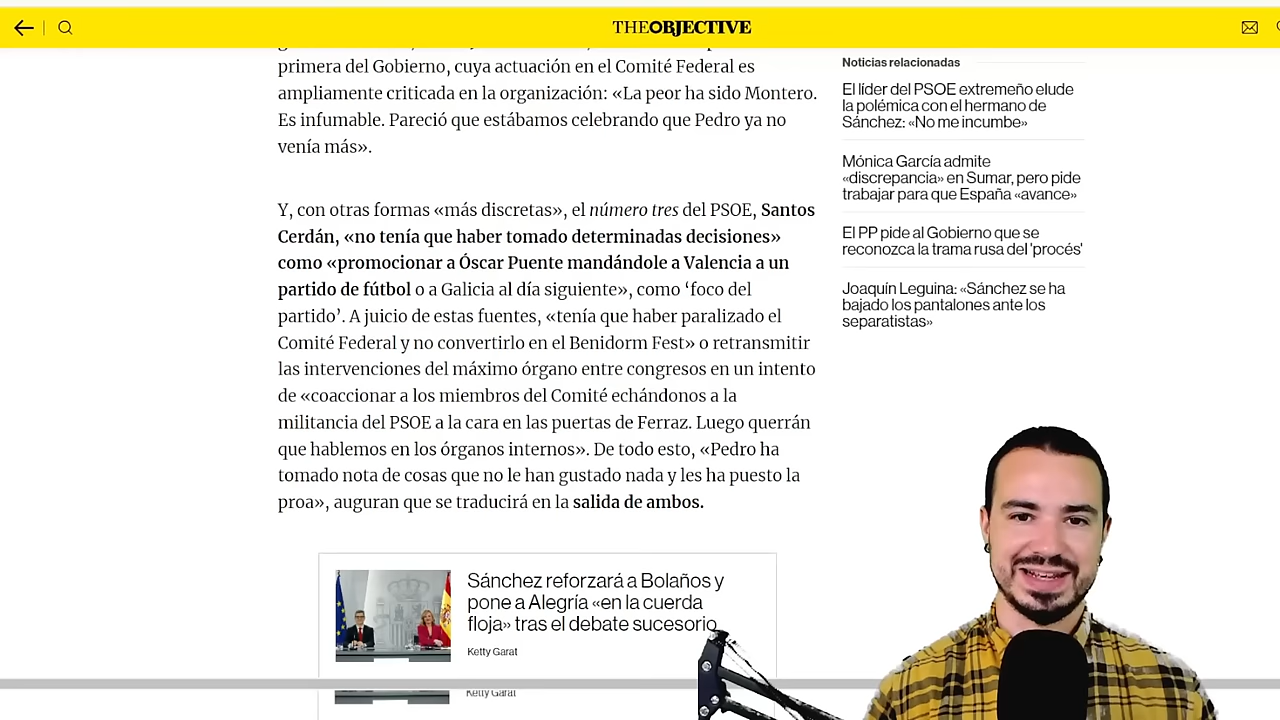 THE OBJECTIVE
primera del Gobierno, cuya actuación en el Comité Federal es
ampliamente criticada en la organización: «La peor ha sido Montero.
Es infumable. Pareció que estábamos celebrando que Pedro ya no
venía más».
Y, con otras formas «más discretas», el número tres del PSOE, Santos
Cerdán, «no tenía que haber tomado determinadas decisiones»
como «promocionar a Óscar Puente mandándole a Valencia a un
partido de fútbol o a Galicia al día siguiente», como ‘foco del
partido’. A juicio de estas fuentes, «tenía que haber paralizado el
Comité Federal y no convertirlo en el Benidorm Fest» o retransmitir
las intervenciones del máximo órgano entre congresos en un intento
de «coaccionar a los miembros del Comité echándonos a la
militancia del PSOE a la cara en las puertas de Ferraz. Luego querrán
que hablemos en los órganos internos». De todo esto, «Pedro ha
tomado nota de cosas que no le han gustado nada y les ha puesto la
proa», auguran que se traducirá en la salida de ambos.
Sánchez reforzará a Bolaños y
pone a Alegría «en la cuerda
floja» tras el debate sucesorio
Ketty Garat
Ketty Garat
Noticias relacionadas
El líder del PSOE extremeño elude
la polémica con el hermano de
Sánchez: «No me incumbe»
Mónica García admite
«discrepancia» en Sumar, pero pide
trabajar para que España «avance»
El PP pide al Gobierno que se
reconozca la trama rusa del 'procés'
Joaquín Leguina: «Sánchez se ha
bajado los pantalones ante los
separatistas»